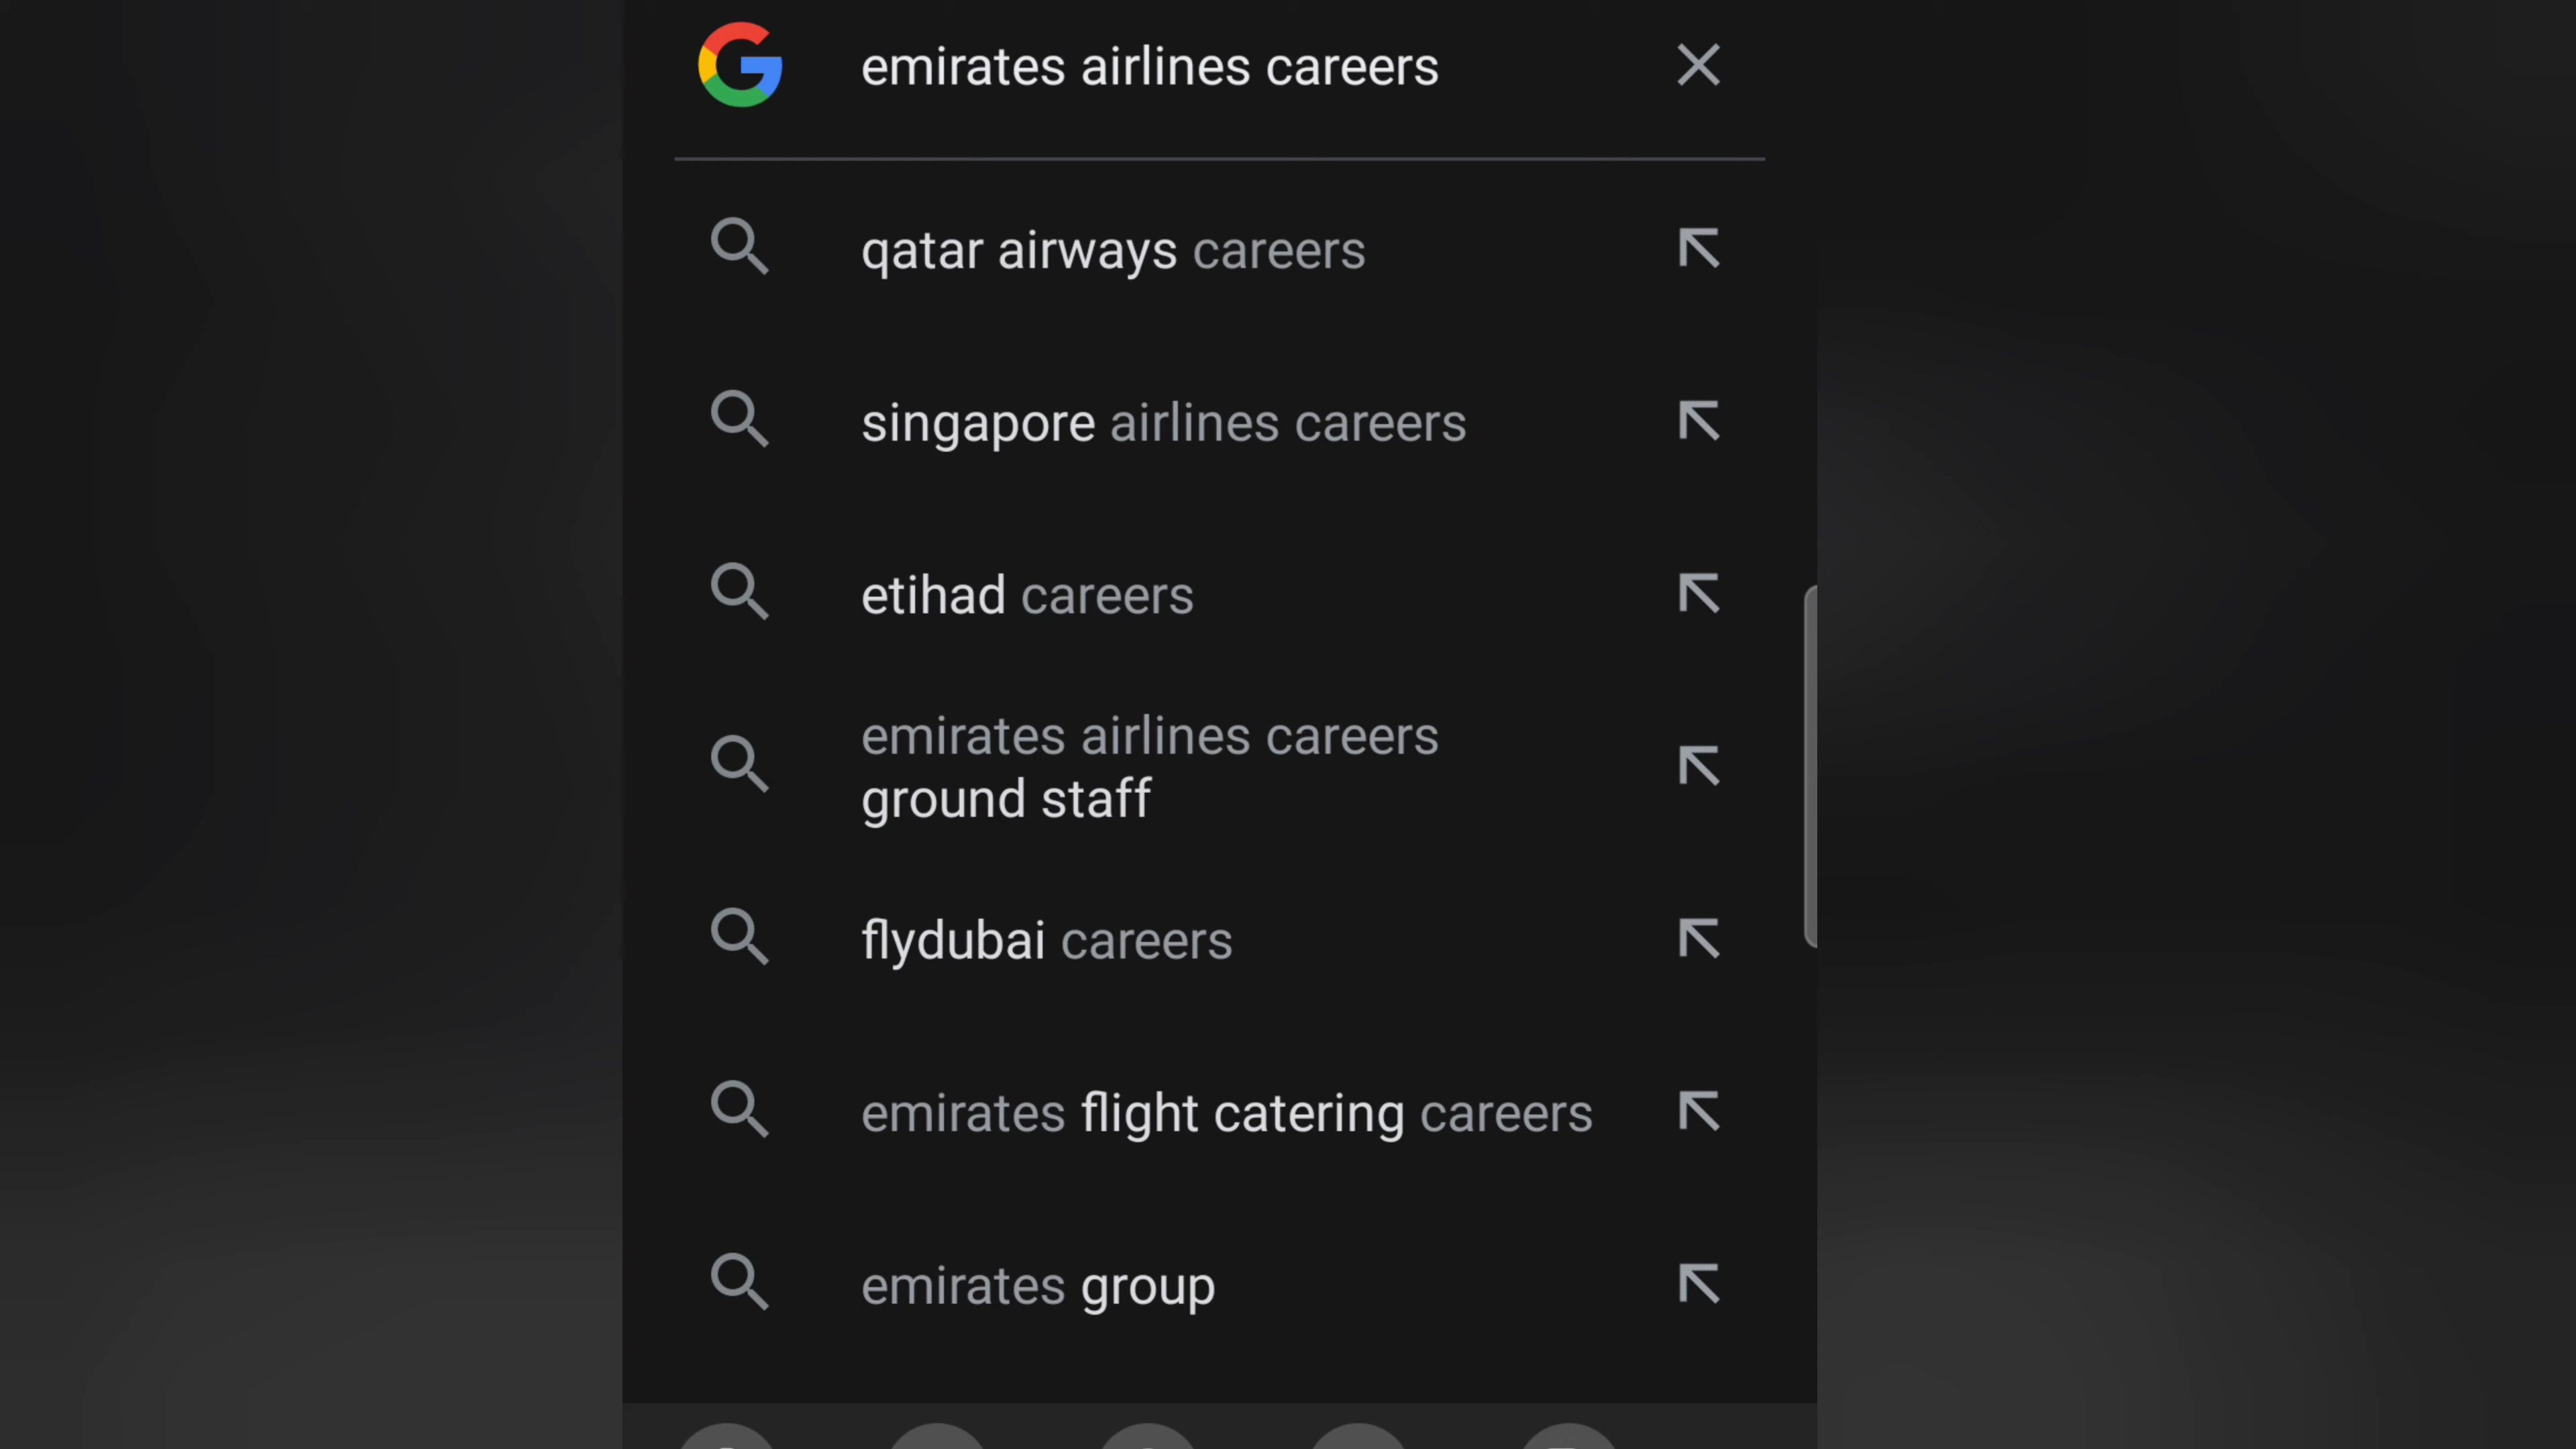 emirates airlines careers
qatar airways careers
singapore airlines careers
etihad careers
emirates airlines careers
ground staff
flydubai careers
emirates flight catering careers
emirates group